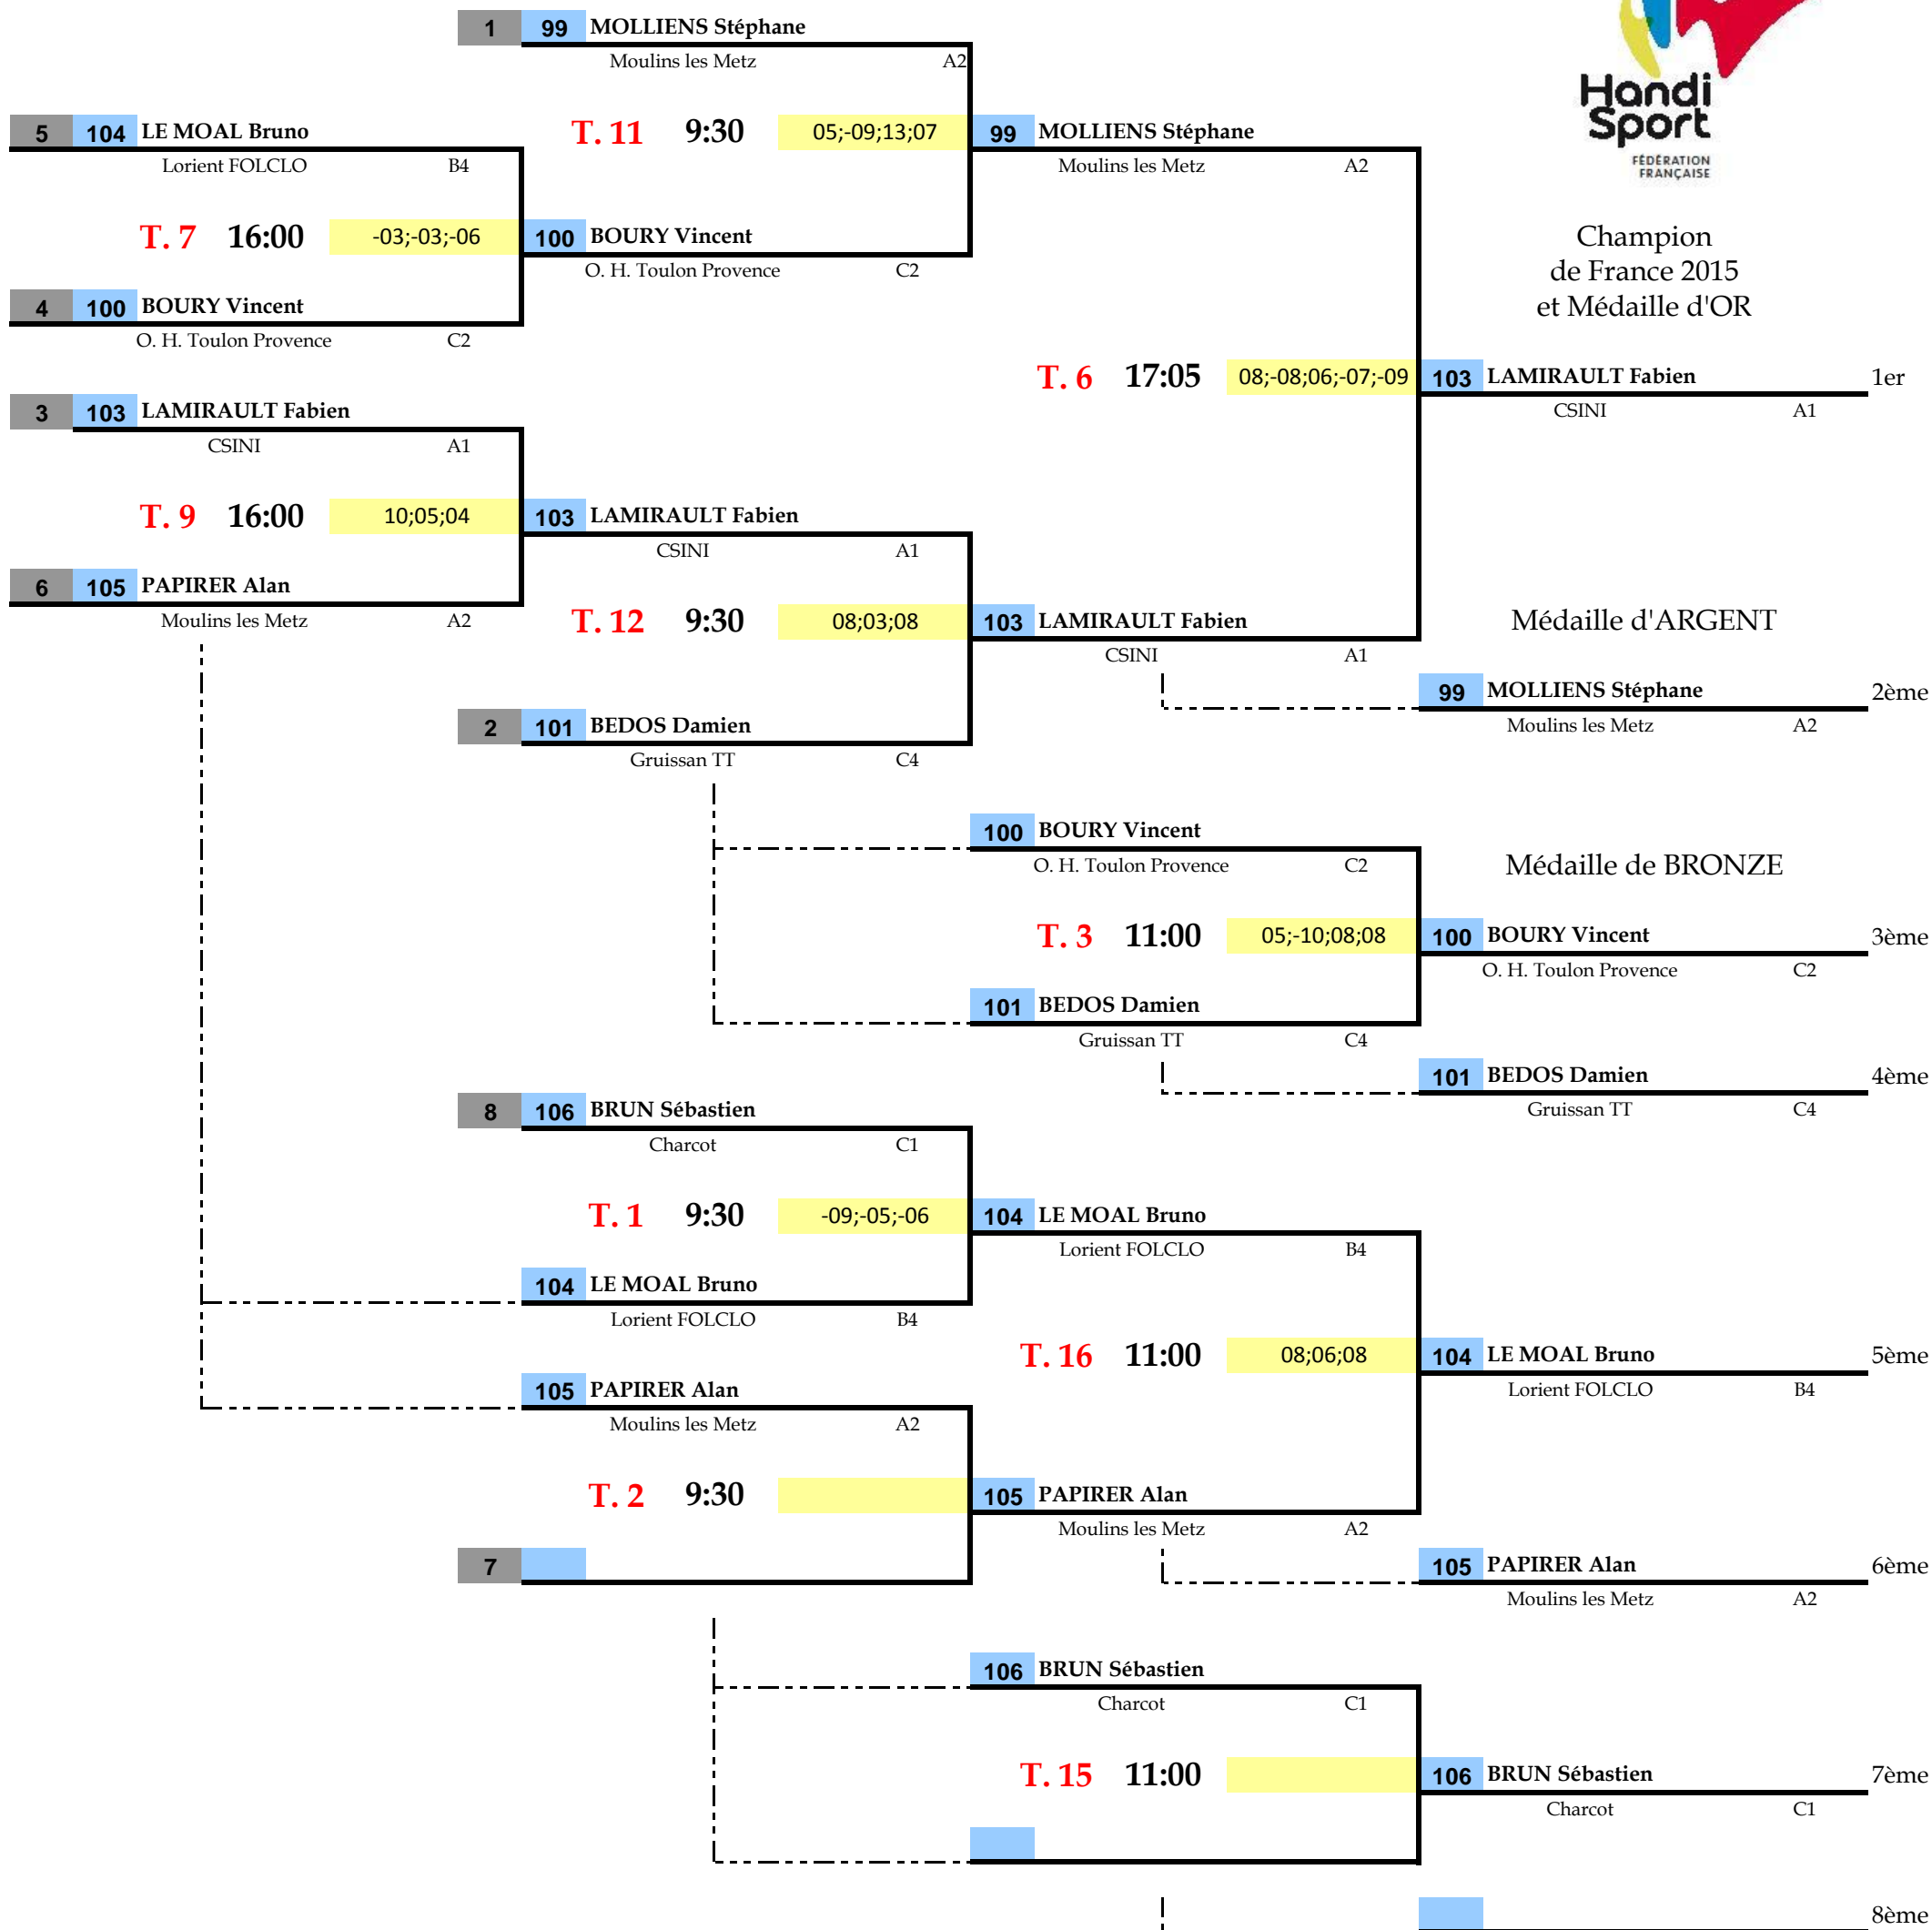 1 99 MOLLIENS Stéphane
Moulins les Metz A2
Handi
Sport
FÉDÉRATION
FRANÇAISE
5 104 LE MOAL Bruno
Lorient FOLCLO B4
T. 11 9:30 05;-09;13;07
99 MOLLIENS Stéphane
Moulins les Metz A2
T. 7 16:00 -03;-03;-06
100 BOURY Vincent
O. H. Toulon Provence C2
Champion
de France 2015
et Médaille d'OR
4 100 BOURY Vincent
O. H. Toulon Provence C2
T. 6 17:05 08;-08;06;-07;-09
103 LAMIRAULT Fabien 1er
CSINI A1
3 103 LAMIRAULT Fabien
CSINI A1
T. 9 16:00 10;05;04
103 LAMIRAULT Fabien
CSINI A1
6 105 PAPIRER Alan
Moulins les Metz A2
T. 12 9:30 08;03;08
103 LAMIRAULT Fabien
CSINI A1
Médaille d'ARGENT
99 MOLLIENS Stéphane 2ème
Moulins les Metz A2
2 101 BEDOS Damien
Gruissan TT C4
100 BOURY Vincent
O. H. Toulon Provence C2
Médaille de BRONZE
T. 3 11:00 05;-10;08;08
100 BOURY Vincent 3ème
O. H. Toulon Provence C2
101 BEDOS Damien
Gruissan TT C4
101 BEDOS Damien 4ème
Gruissan TT C4
8 106 BRUN Sébastien
Charcot C1
T. 1 9:30 -09;-05;-06
104 LE MOAL Bruno
Lorient FOLCLO B4
104 LE MOAL Bruno
Lorient FOLCLO B4
T. 16 11:00 08;06;08
104 LE MOAL Bruno 5ème
Lorient FOLCLO B4
105 PAPIRER Alan
Moulins les Metz A2
T. 2 9:30
105 PAPIRER Alan
Moulins les Metz A2
7
105 PAPIRER Alan 6ème
Moulins les Metz A2
106 BRUN Sébastien
Charcot C1
T. 15 11:00
106 BRUN Sébastien 7ème
Charcot C1
8ème